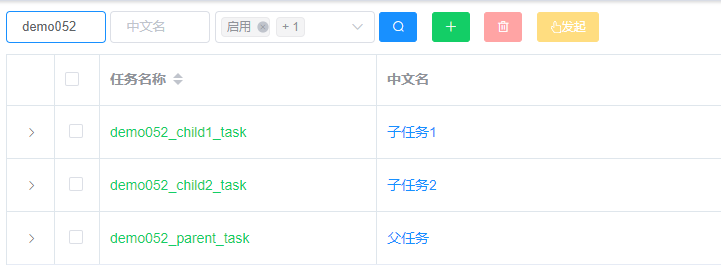 demo052 中文名 启用 + 1 发起
任务名称 中文名
demo052_child1_task 子任务1
demo052_child2_task 子任务2
demo052_parent_task 父任务